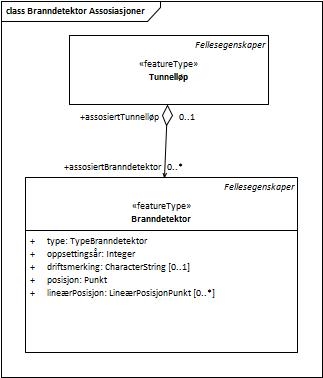 class Branndetektor Assosiasjoner
Fellesegenskaper
«featureType»
Tunnelløp
+assosiertTunnelløp 0..1
+assosiertBranndetektor 0..*
Fellesegenskaper
«featureType»
Branndetektor
+ type: TypeBranndetektor
+ oppsettingsår: Integer
+ driftsmerking: CharacterString [0..1]
+ posisjon: Punkt
+ lineærPosisjon: LineærPosisjonPunkt [0..*]